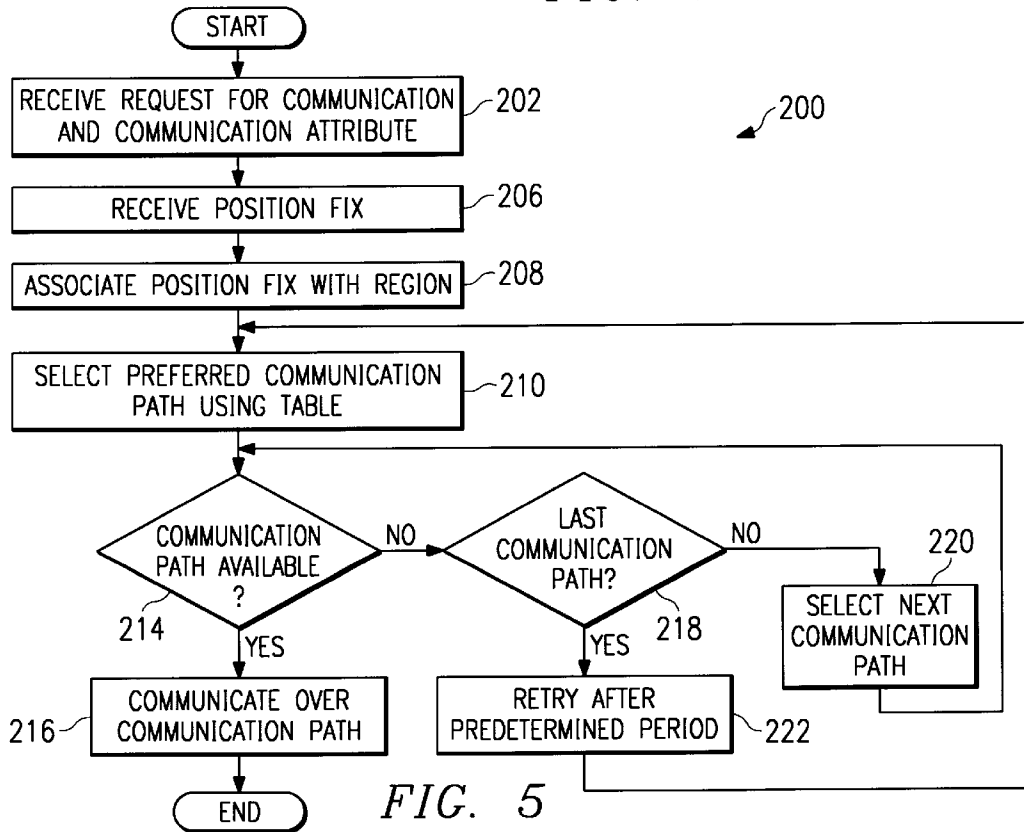 START
RECEIVE REQUEST FOR COMMUNICATION
AND COMMUNICATION ATTRIBUTE
202
200
RECEIVE POSITION FIX
206
ASSOCIATE POSITION FIX WITH REGION
208
SELECT PREFERRED COMMUNICATION
PATH USING TABLE
210
COMMUNICATION
PATH AVAILABLE
?
214
NO
LAST
COMMUNICATION
PATH?
218
NO
220
SELECT NEXT
COMMUNICATION
PATH
YES
YES
216
COMMUNICATE OVER
COMMUNICATION PATH
RETRY AFTER
PREDETERMINED PERIOD
222
END
FIG. 5